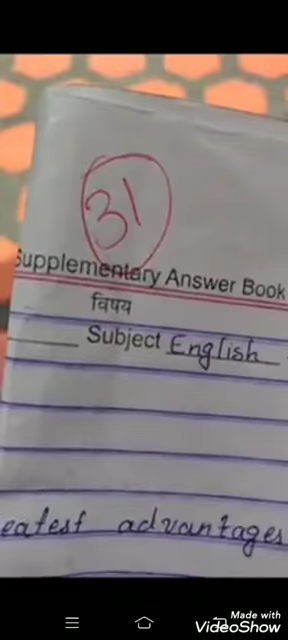 31
Supplementary Answer Book
विषय
Subject English
eatest advantages
Made with
VideoShow